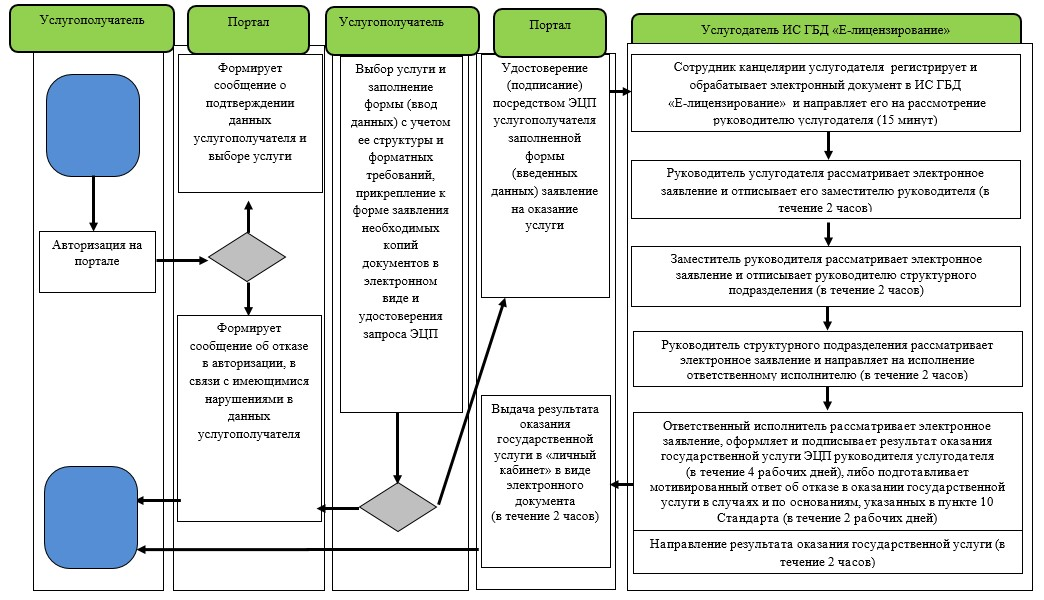 Услугополучатель
Портал
Услугополучатель
Портал
Услугодатель ИС ГБД «Е-лицензирование»
Авторизация на
портале
Формирует
сообщение о
подтверждении
данных
услугополучателя и
выборе услуги
Формирует
сообщение об отказе
в авторизации, в
связи с имеющимися
нарушениями в
данных
услугополучателя
Выбор услуги и
заполнение
формы (ввод
данных) с учетом
ее структуры и
форматных
требований,
прикрепление к
форме заявления
необходимых
копий
документов в
электронном
виде и
удостоверения
запроса ЭЦП
Удостоверение
(подписание)
посредством ЭЦП
услугополучателя
заполненной
формы
(введенных
данных) заявление
на оказание
услуги
Выдача результата
оказания
государственной
услуги в «личный
кабинет» в виде
электронного
документа
(в течение 2 часов)
Сотрудник канцелярии услугодателя регистрирует и
обрабатывает электронный документ в ИС ГБД
«Е-лицензирование» и направляет его на рассмотрение
руководителю услугодателя (15 минут)
Руководитель услугодателя рассматривает электронное
заявление и отписывает его заместителю руководителя (в
течение 2 часов)
Заместитель руководителя рассматривает электронное
заявление и отписывает руководителю структурного
подразделения (в течение 2 часов)
Руководитель структурного подразделения рассматривает
электронное заявление и направляет на исполнение
ответственному исполнителю (в течение 2 часов)
Ответственный исполнитель рассматривает электронное
заявление, оформляет и подписывает результат оказания
государственной услуги ЭЦП руководителя услугодателя
(в течение 4 рабочих дней), либо подготавливает
мотивированный ответ об отказе в оказании государственной
услуги в случаях и по основаниям, указанных в пункте 10
Стандарта (в течение 2 рабочих дней)
Направление результата оказания государственной услуги (в
течение 2 часов)